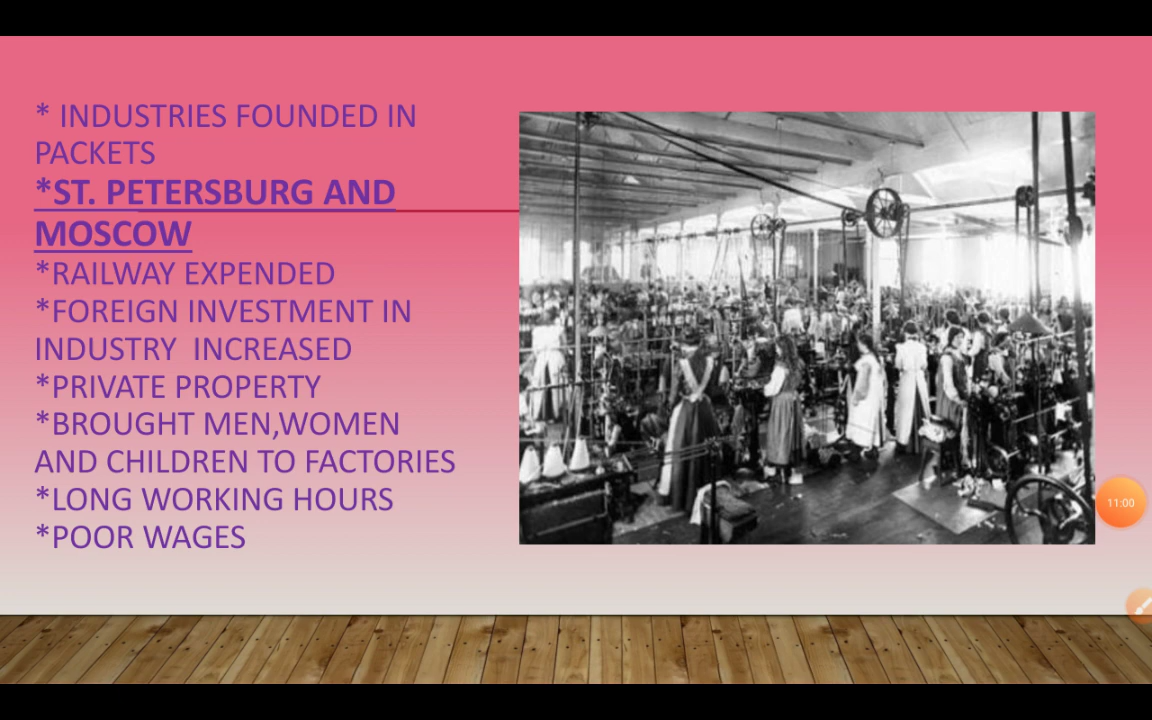 * INDUSTRIES FOUNDED IN
PACKETS
*ST. PETERSBURG AND
MOSCOW
*RAILWAY EXPENDED
*FOREIGN INVESTMENT IN
INDUSTRY  INCREASED
*PRIVATE PROPERTY
*BROUGHT MEN,WOMEN
AND CHILDREN TO FACTORIES
*LONG WORKING HOURS
*POOR WAGES
11:00